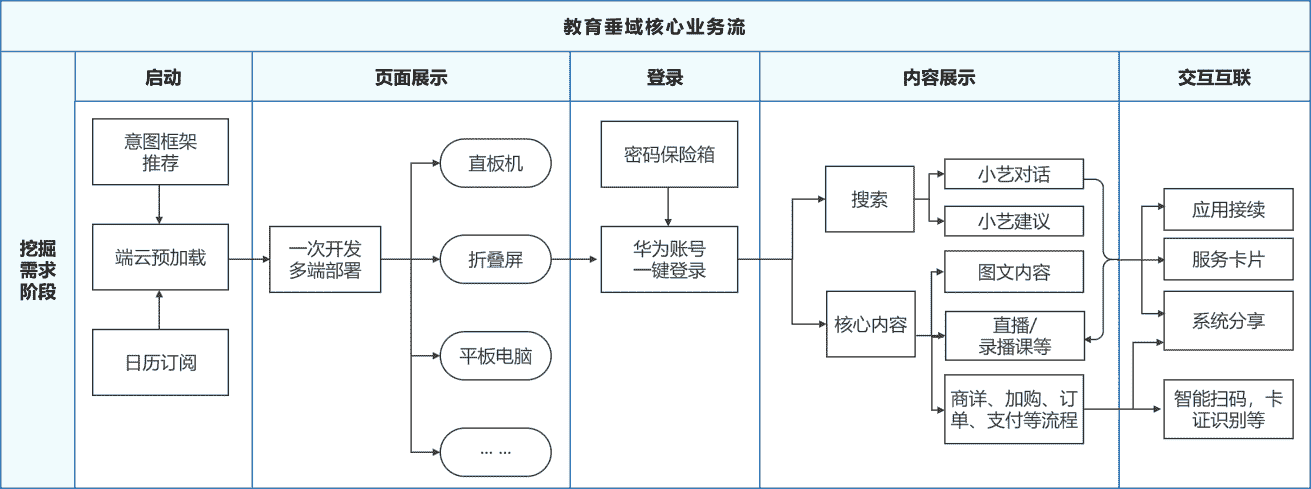 教育垂域核心业务流
启动
页面展示
登录
内容展示
交互互联
挖掘
需求
阶段
意图框架
推荐
端云预加载
日历订阅
一次开发
多端部署
直板机
折叠屏
平板电脑
... ...
密码保险箱
华为账号
一键登录
搜索
核心内容
小艺对话
小艺建议
图文内容
直播/
录播课等
商详、加购、订
单、支付等流程
应用接续
服务卡片
系统分享
智能扫码，卡
证识别等